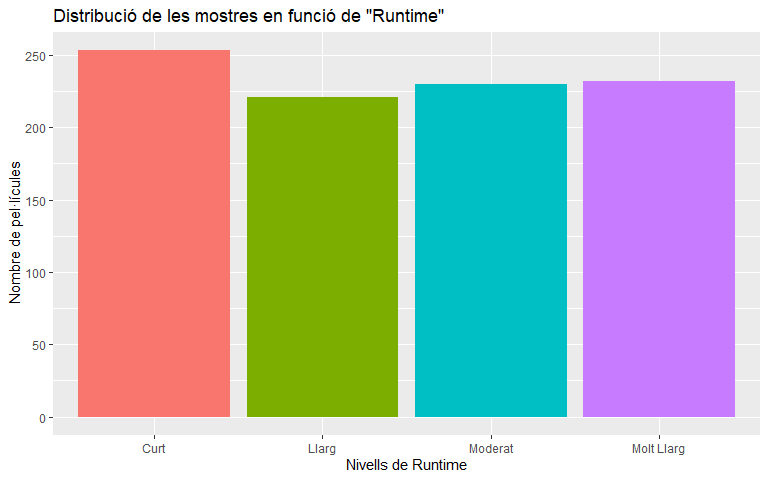 Distribució de les mostres en funció de "Runtime"
Nombre de pel·lícules
250
200
150
100
50
0
Curt
Llarg
Moderat
Molt Llarg
Nivells de Runtime